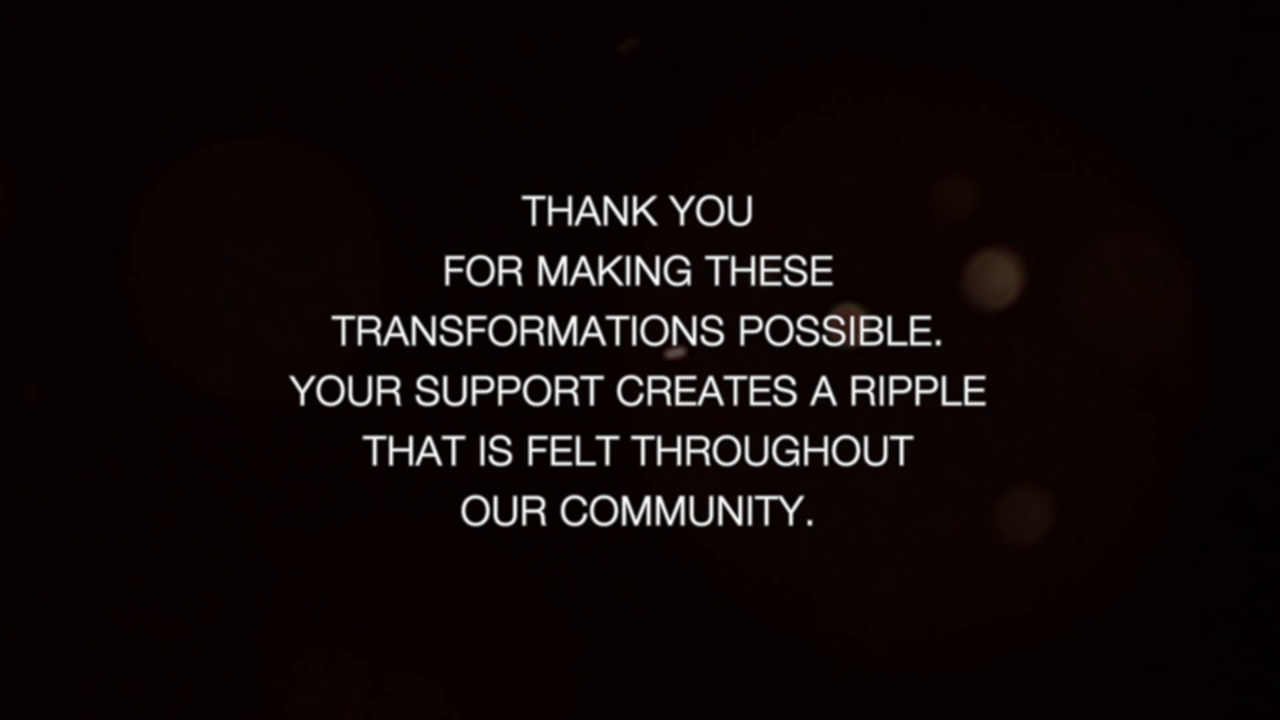 THANK YOU
FOR MAKING THESE
TRANSFORMATIONS POSSIBLE.
YOUR SUPPORT CREATES A RIPPLE
THAT IS FELT THROUGHOUT
OUR COMMUNITY.